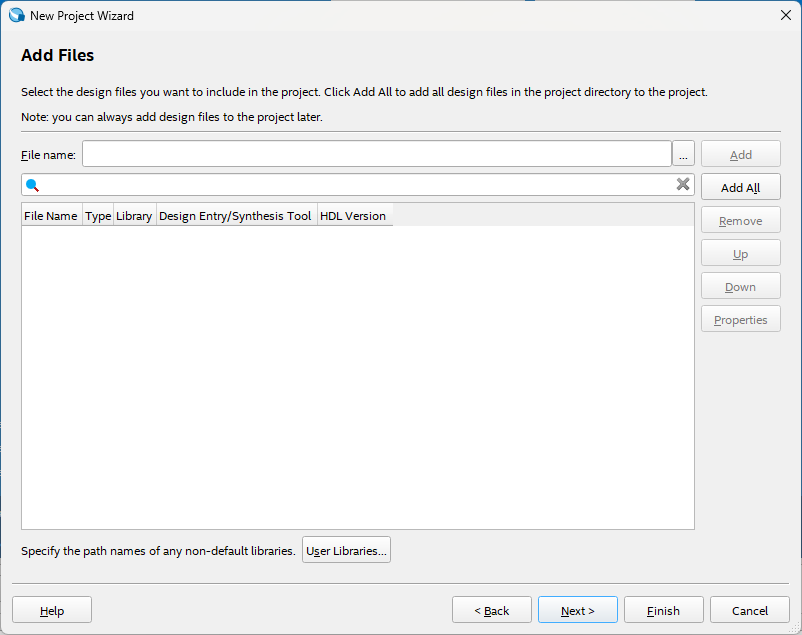 New Project Wizard
Add Files
Select the design files you want to include in the project. Click Add All to add all design files in the project directory to the project.
Note: you can always add design files to the project later.
File name: ... Add
Add All
File Name Type Library Design Entry/Synthesis Tool HDL Version
Remove
Up
Down
Properties
Specify the path names of any non-default libraries. User Libraries...
Help < Back Next > Finish Cancel